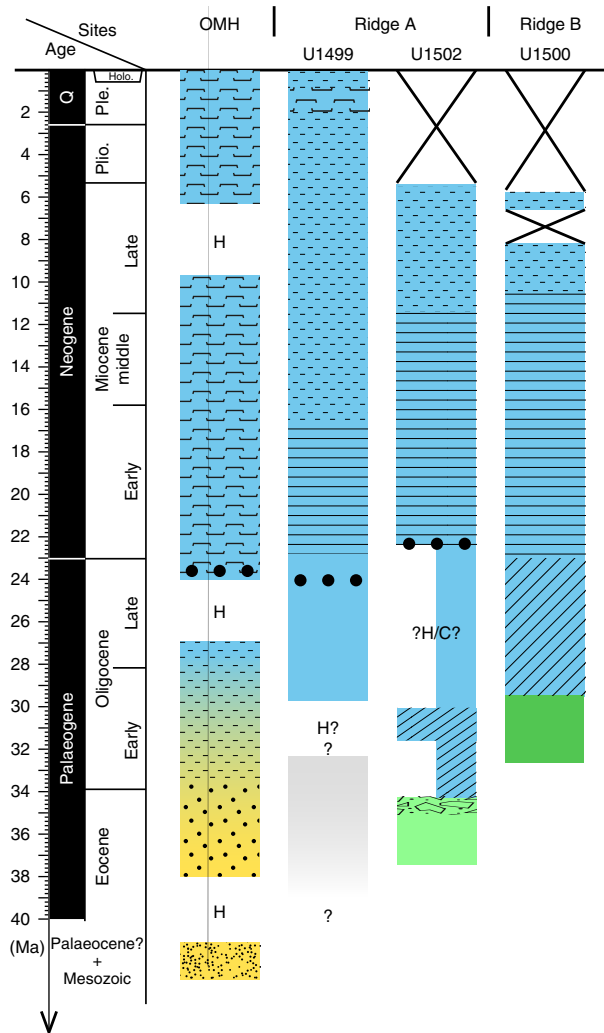 Sites
Age
OMH
Ridge A
Ridge B
U1499
U1502
U1500
Holo.
Q
Ple.
2
Plio.
4
6
H
8
Late
10
12
Neogene
Miocene
middle
14
16
18
Early
20
22
24
H
Late
?H/C?
26
28
Oligocene
30
Palaeogene
Early
H?
?
32
34
36
Eocene
38
H
?
40
(Ma)
Palaeocene?
+
Mesozoic